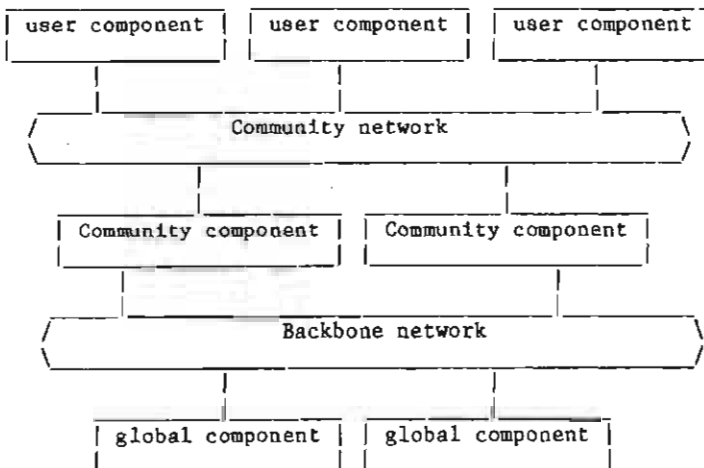 user component user component user component
Community network
Community component Community component
Backbone network
global component global component